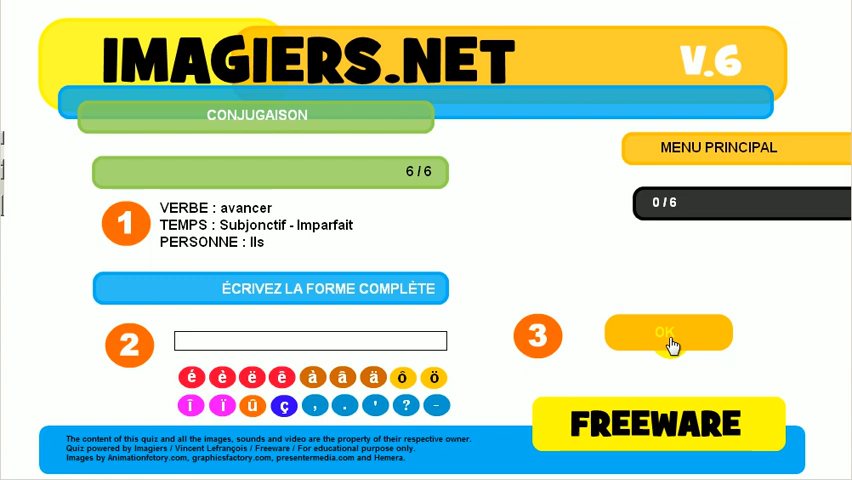 IMAGIERS.NET
V.6
CONJUGAISON
MENU PRINCIPAL
6 / 6
0 / 6
1
VERBE : avancer
TEMPS : Subjonctif - Imparfait
PERSONNE : Ils
ÉCRIVEZ LA FORME COMPLÈTE
2
3
OK
é è ë ê à â ä ô ö
î ï û ç , . ' ? -
FREEWARE
The content of this quiz and all the images, sounds and video are the property of their respective owner.
Quiz powered by Imagiers / Vincent Lefrançois / Freeware / For educational purpose only.
Images by Animationfctory.com, graphicsfactory.com, presentermedia.com and Hemera.